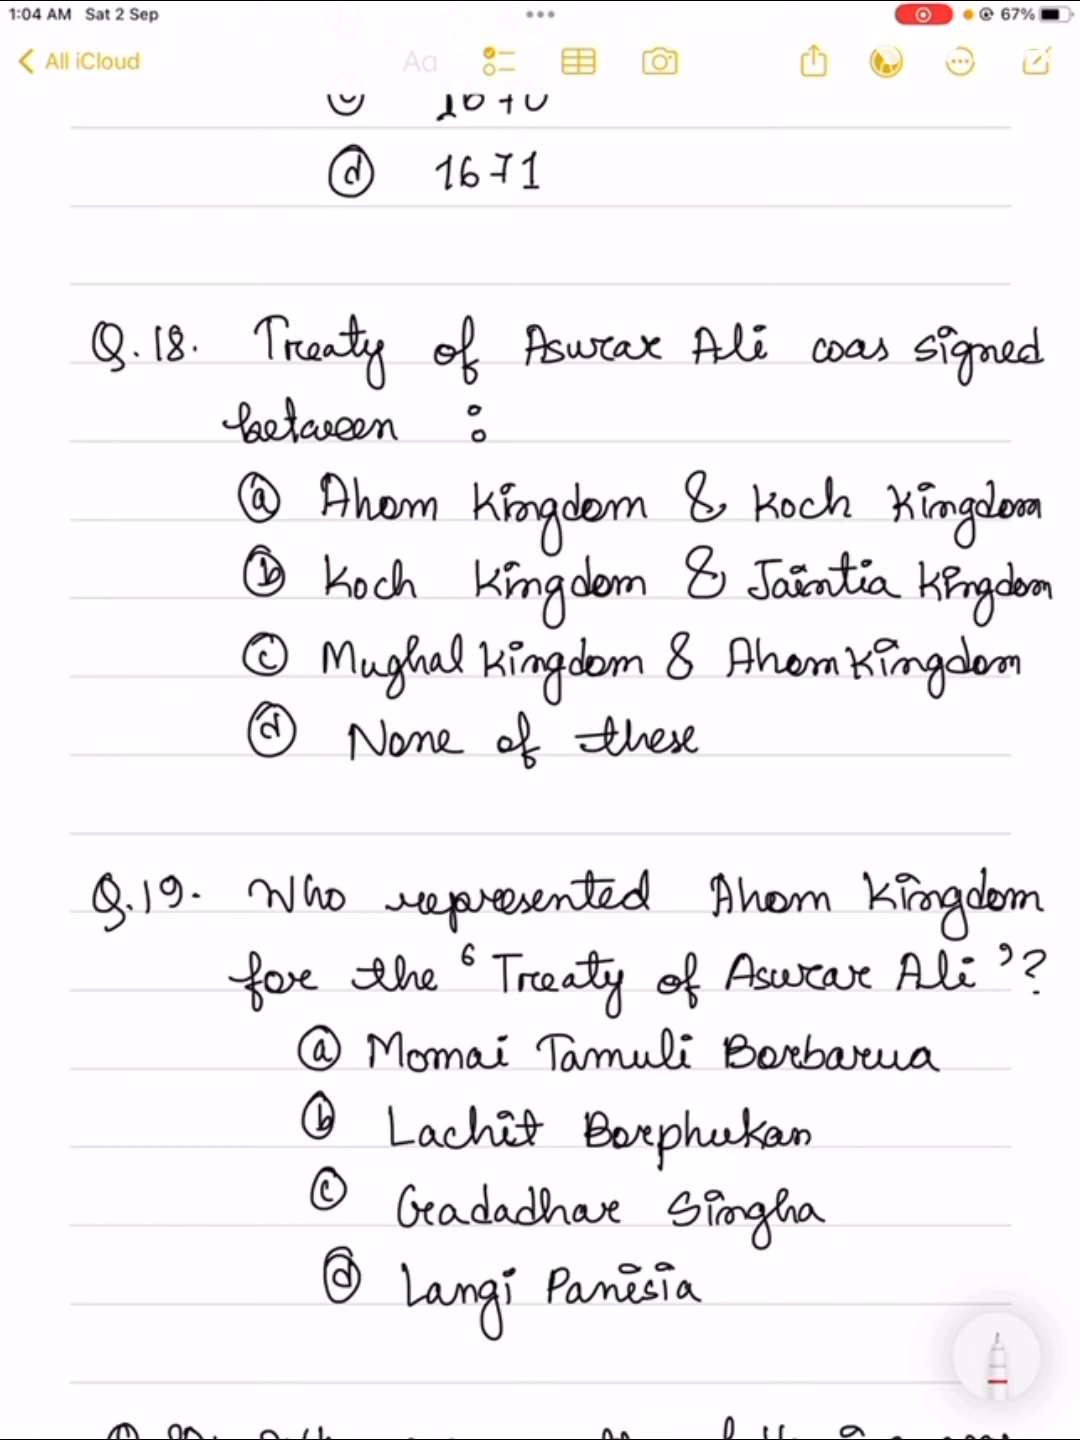 1:04 AM Sat 2 Sep
67%
All iCloud
Aa
d 1671
Q.18. Treaty of Asurar Ali was signed
between :
a Ahom Kingdom & Koch Kingdom
b Koch Kingdom & Jaintia Kingdom
c Mughal Kingdom & Ahom Kingdom
d None of these
Q.19. Who represented Ahom Kingdom
for the ‘Treaty of Asurar Ali’?
a Momai Tamuli Borbarua
b Lachit Borphukan
c Gadadhar Singha
d Langi Panisia